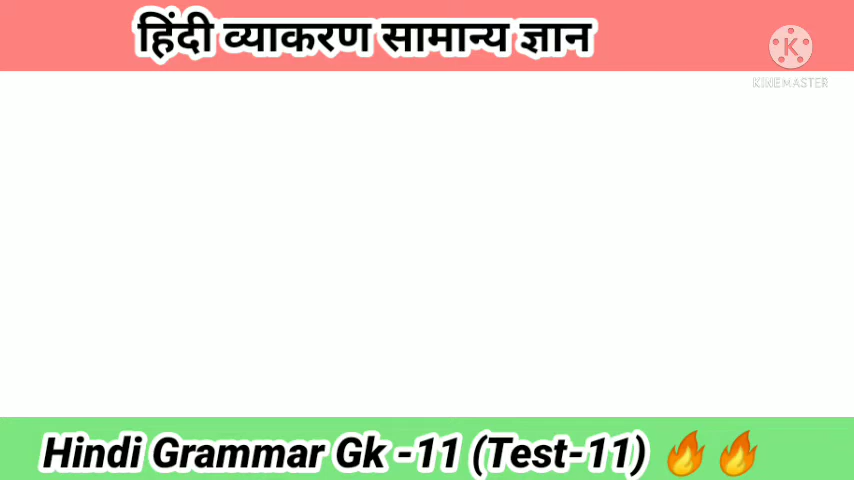 हिंदी व्याकरण सामान्य ज्ञान
K
KINEMASTER
Hindi Grammar Gk -11 (Test-11) 🔥🔥